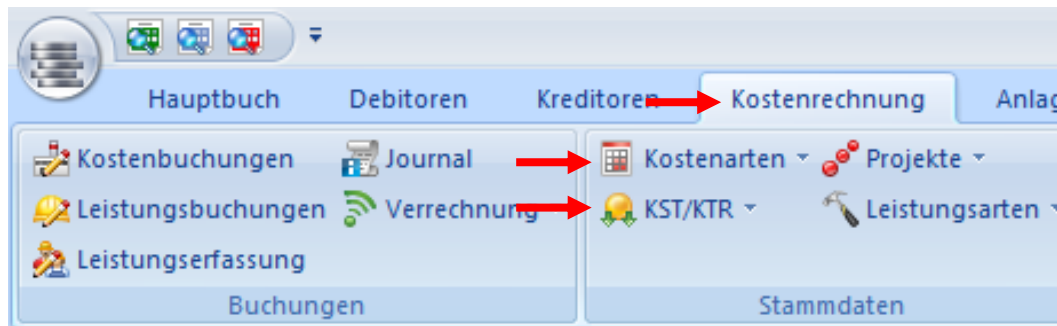 Hauptbuch Debitoren Kreditoren Kostenrechnung Anlag
Kostenbuchungen Journal Kostenarten Projekte
Leistungsbuchungen Verrechnung KST/KTR Leistungsarten
Leistungserfassung
Buchungen Stammdaten